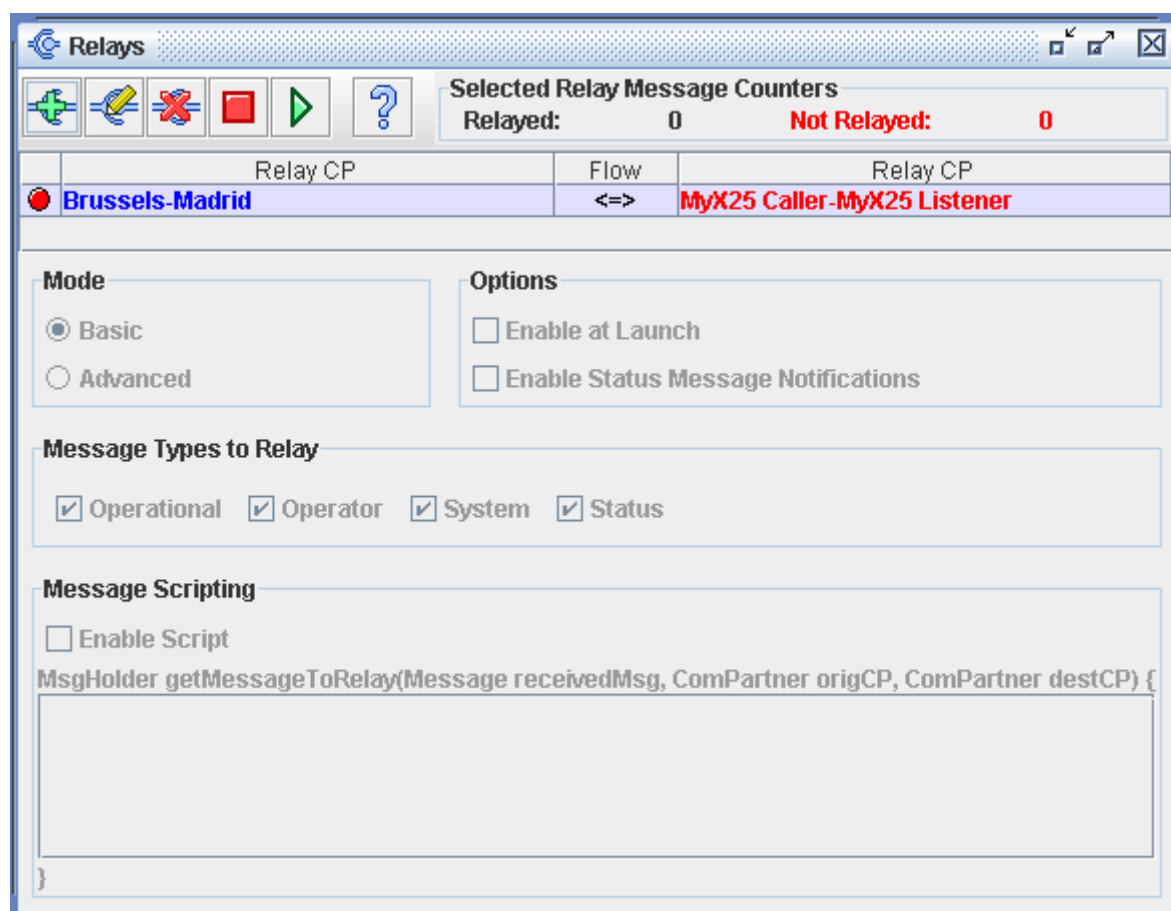 Relays
Selected Relay Message Counters
Relayed: 0 Not Relayed: 0
Relay CP Flow Relay CP
Brussels-Madrid <=> MyX25 Caller-MyX25 Listener
Mode Options
Basic Enable at Launch
Advanced Enable Status Message Notifications
Message Types to Relay
Operational Operator System Status
Message Scripting
Enable Script
MsgHolder getMessageToRelay(Message receivedMsg, ComPartner origCP, ComPartner destCP) {
}